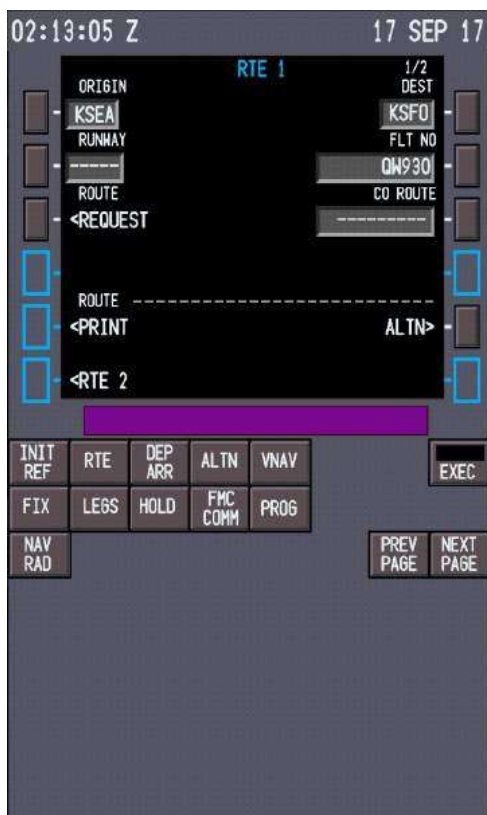 02:13:05 Z 17 SEP 17
RTE 1 1/2
ORIGIN DEST
KSEA KSFO
RUNWAY FLT NO
----- QW930
ROUTE CO ROUTE
<REQUEST ----------
ROUTE ------------------------
<PRINT ALTN>
<RTE 2
INIT REF RTE DEP ARR ALTN VNAV EXEC
FIX LEGS HOLD FMC COMM PROG
NAV RAD PREV PAGE NEXT PAGE